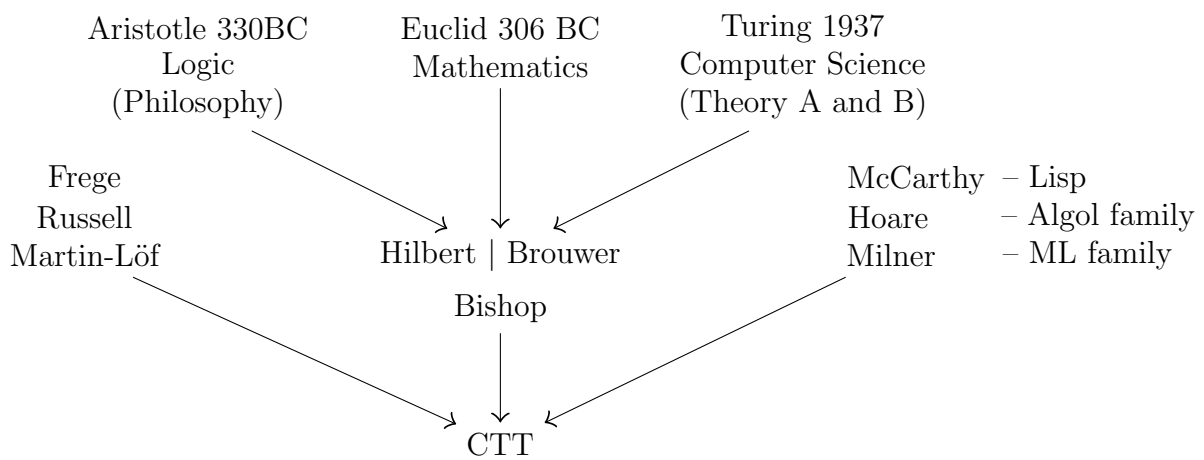 Aristotle 330BC
Logic
(Philosophy)
Euclid 306 BC
Mathematics
Turing 1937
Computer Science
(Theory A and B)
Frege
Russell
Martin-Löf
Hilbert | Brouwer
Bishop
McCarthy – Lisp
Hoare – Algol family
Milner – ML family
CTT